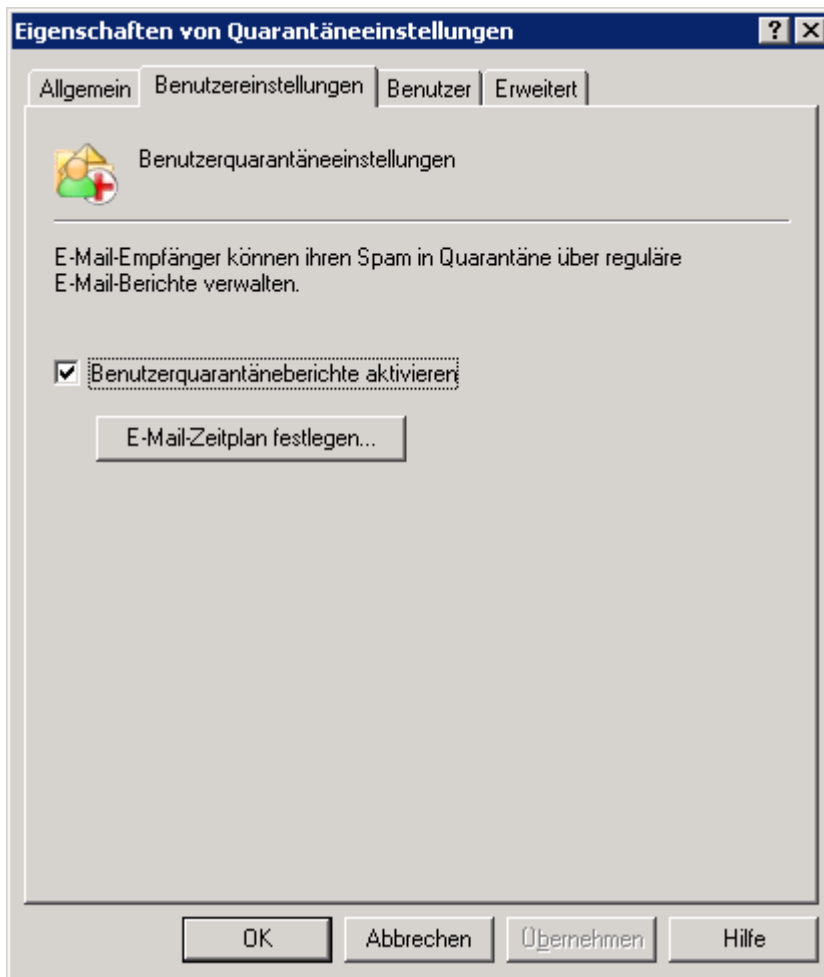 Eigenschaften von Quarantäneeinstellungen
Allgemein Benutzereinstellungen Benutzer Erweitert
Benutzerquarantäneeinstellungen
E-Mail-Empfänger können ihren Spam in Quarantäne über reguläre
E-Mail-Berichte verwalten.
Benutzerquarantäneberichte aktivieren
E-Mail-Zeitplan festlegen...
OK Abbrechen Übernehmen Hilfe